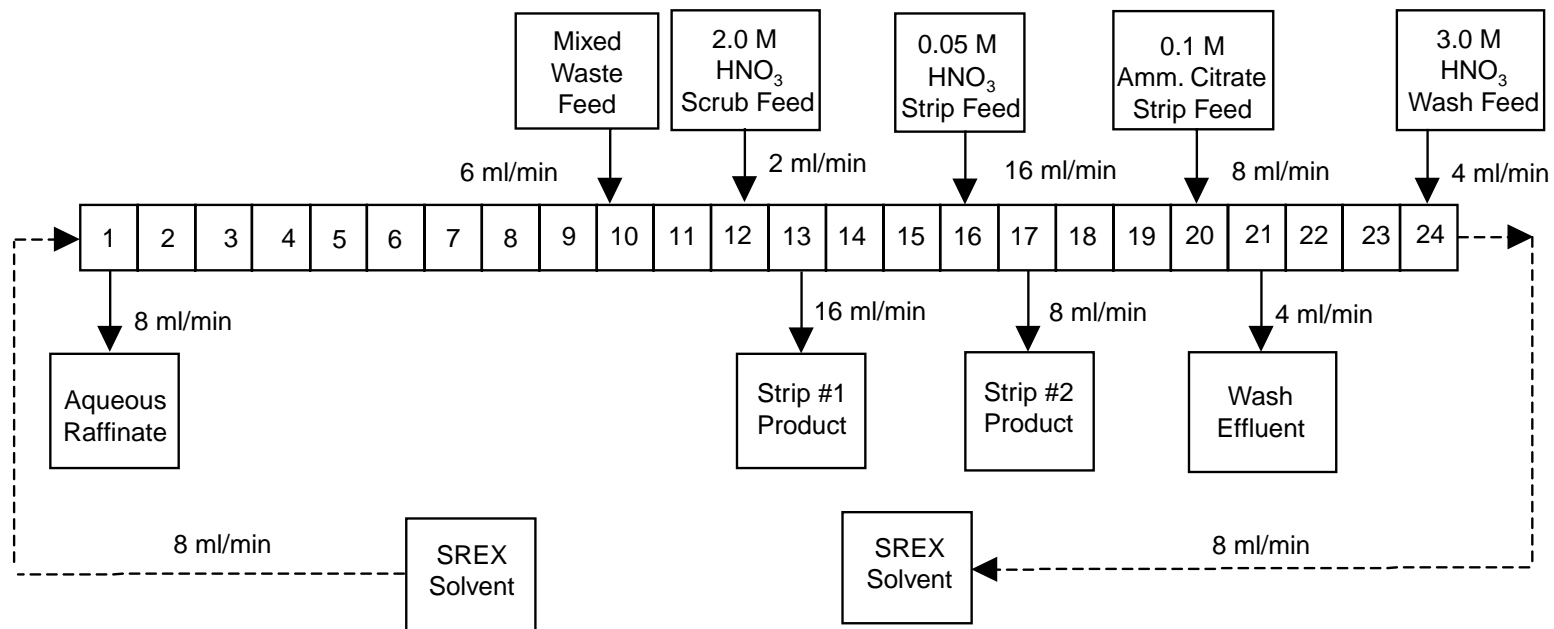 Mixed
Waste
Feed
2.0 M
HNO₃
Scrub Feed
0.05 M
HNO₃
Strip Feed
0.1 M
Amm. Citrate
Strip Feed
3.0 M
HNO₃
Wash Feed
6 ml/min
2 ml/min
16 ml/min
8 ml/min
4 ml/min
1 2 3 4 5 6 7 8 9 10 11 12 13 14 15 16 17 18 19 20 21 22 23 24
8 ml/min
16 ml/min
8 ml/min
4 ml/min
Aqueous
Raffinate
Strip #1
Product
Strip #2
Product
Wash
Effluent
8 ml/min
SREX
Solvent
SREX
Solvent
8 ml/min